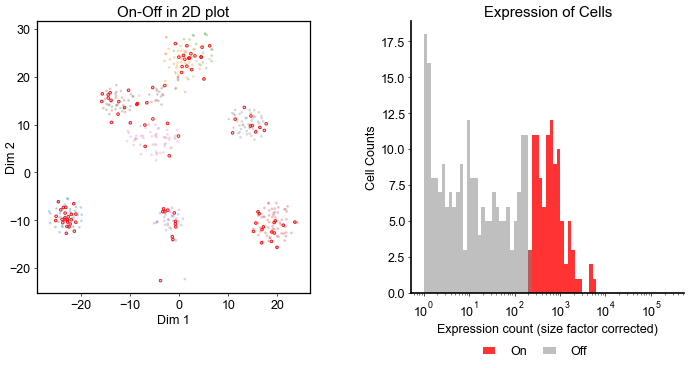 On-Off in 2D plot
30
20
10
0
−10
−20
−20 −10 0 10 20
Dim 2
Dim 1
Expression of Cells
17.5
15.0
12.5
10.0
7.5
5.0
2.5
0.0
10^0 10^1 10^2 10^3 10^4 10^5
Cell Counts
Expression count (size factor corrected)
On Off